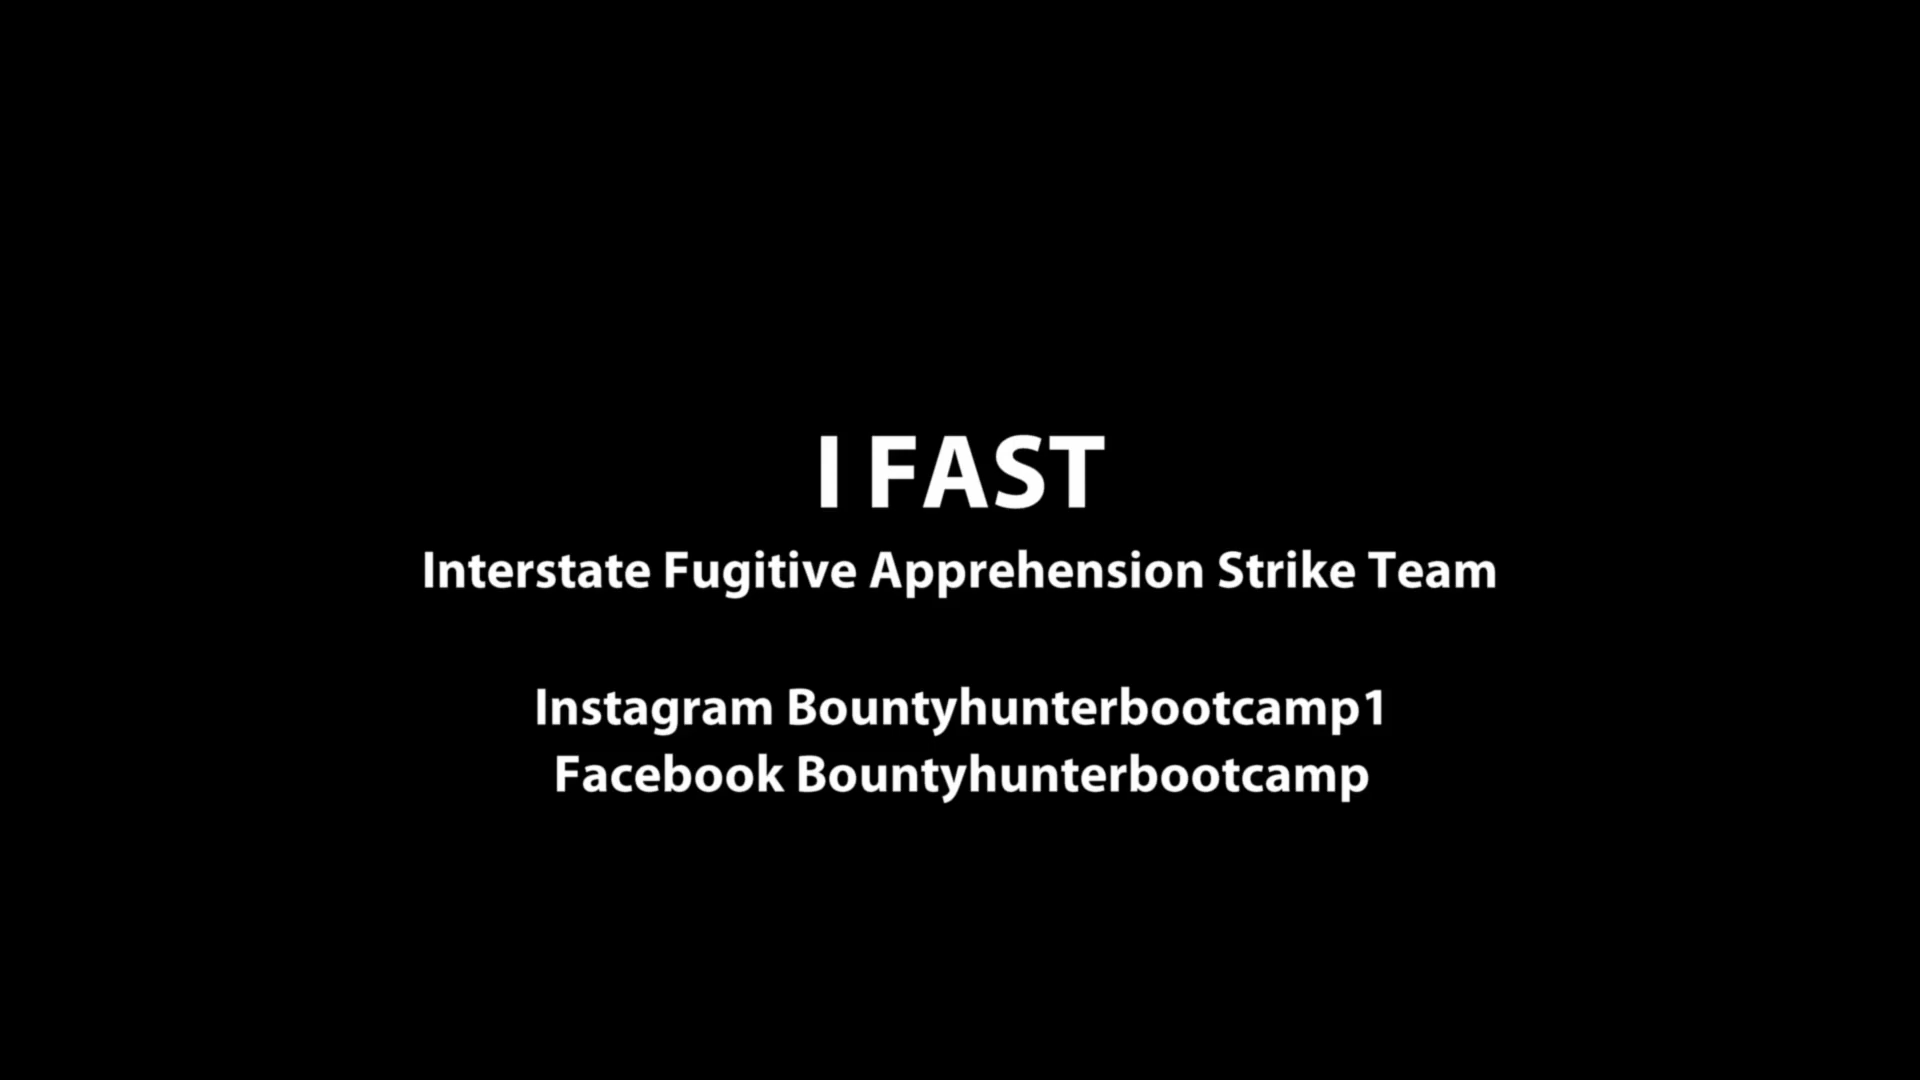 I FAST
Interstate Fugitive Apprehension Strike Team
Instagram Bountyhunterbootcamp1
Facebook Bountyhunterbootcamp